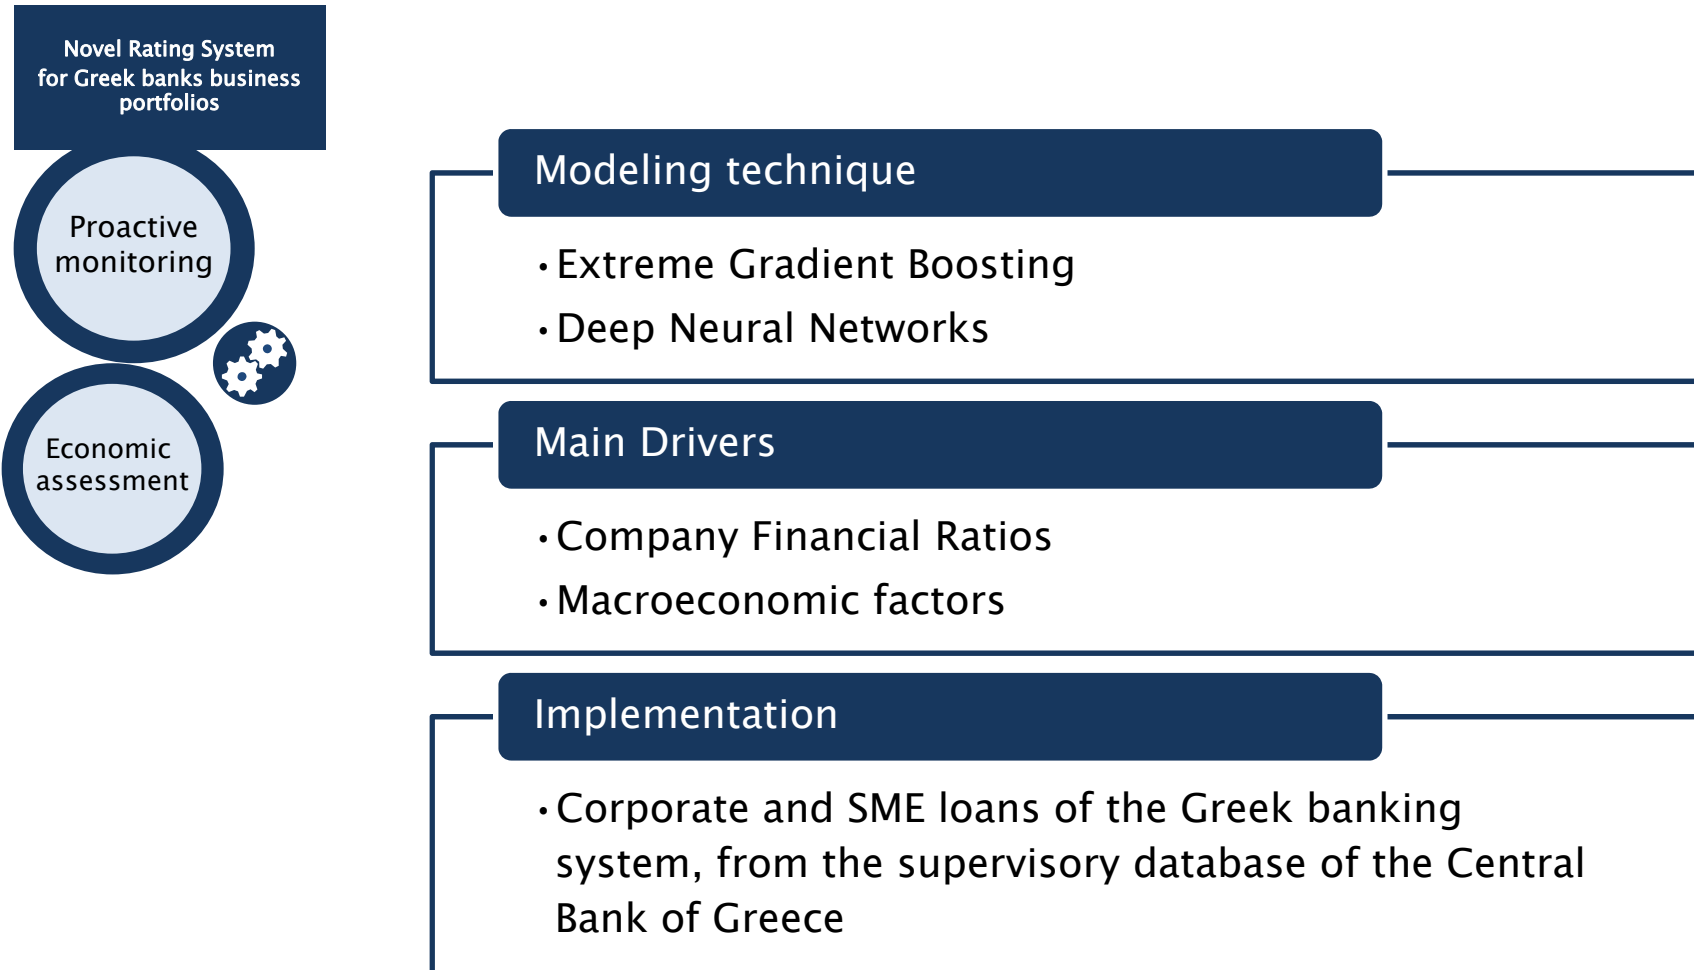 Novel Rating System
for Greek banks business
portfolios
Proactive
monitoring
Economic
assessment
Modeling technique
•Extreme Gradient Boosting
•Deep Neural Networks
Main Drivers
•Company Financial Ratios
•Macroeconomic factors
Implementation
•Corporate and SME loans of the Greek banking
system, from the supervisory database of the Central
Bank of Greece